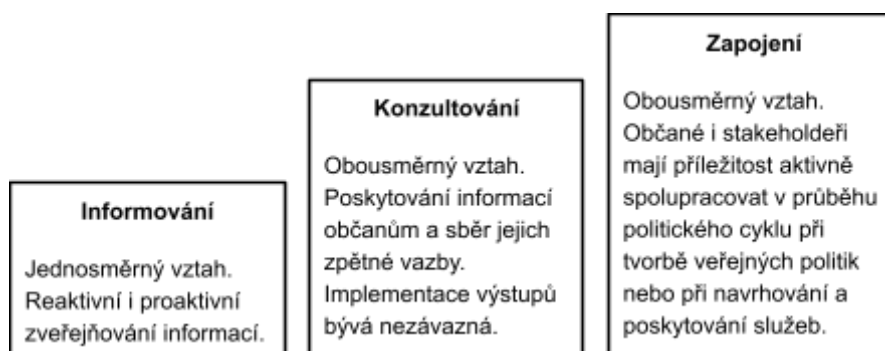 Informování
Jednosměrný vztah.
Reaktivní i proaktivní
zveřejňování informací.
Konzultování
Obousměrný vztah.
Poskytování informací
občanům a sběr jejich
zpětné vazby.
Implementace výstupů
bývá nezávazná.
Zapojení
Obousměrný vztah.
Občané i stakeholdeři
mají příležitost aktivně
spolupracovat v průběhu
politického cyklu při
tvorbě veřejných politik
nebo při navrhování a
poskytování služeb.